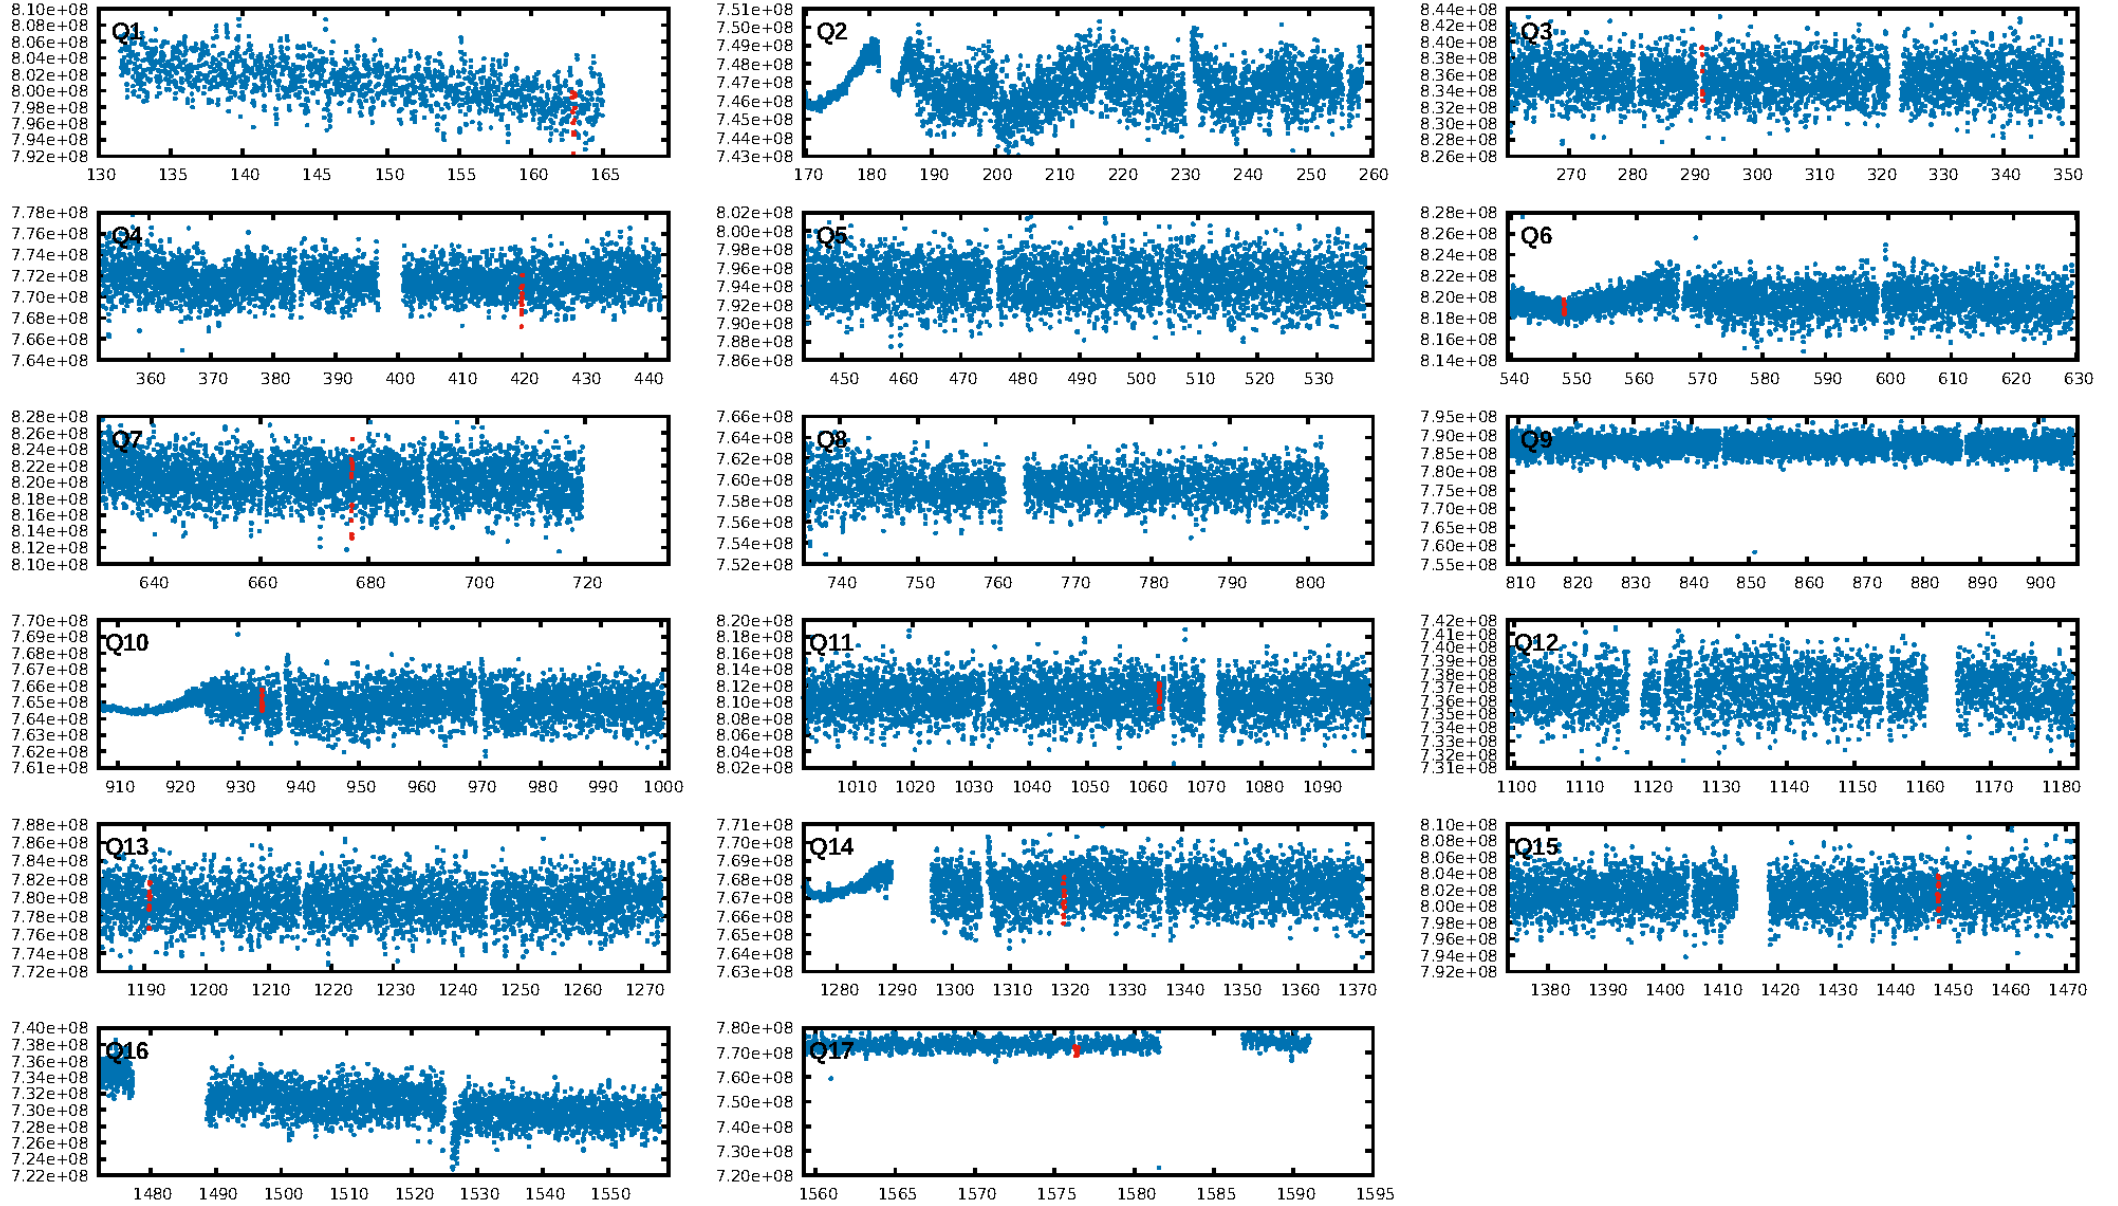 8.10e+08 8.08e+08 8.06e+08 8.04e+08 8.02e+08 8.00e+08 7.98e+08 7.96e+08 7.94e+08 7.92e+08
Q1
130 135 140 145 150 155 160 165
7.51e+08 7.50e+08 7.49e+08 7.48e+08 7.47e+08 7.46e+08 7.45e+08 7.44e+08 7.43e+08
Q2
170 180 190 200 210 220 230 240 250 260
8.44e+08 8.42e+08 8.40e+08 8.38e+08 8.36e+08 8.34e+08 8.32e+08 8.30e+08 8.28e+08 8.26e+08
Q3
270 280 290 300 310 320 330 340 350
7.78e+08 7.76e+08 7.74e+08 7.72e+08 7.70e+08 7.68e+08 7.66e+08 7.64e+08
Q4
360 370 380 390 400 410 420 430 440
8.02e+08 8.00e+08 7.98e+08 7.96e+08 7.94e+08 7.92e+08 7.90e+08 7.88e+08 7.86e+08
Q5
450 460 470 480 490 500 510 520 530
8.28e+08 8.26e+08 8.24e+08 8.22e+08 8.20e+08 8.18e+08 8.16e+08 8.14e+08
Q6
540 550 560 570 580 590 600 610 620 630
8.28e+08 8.26e+08 8.24e+08 8.22e+08 8.20e+08 8.18e+08 8.16e+08 8.14e+08 8.12e+08 8.10e+08
Q7
640 660 680 700 720
7.66e+08 7.64e+08 7.62e+08 7.60e+08 7.58e+08 7.56e+08 7.54e+08 7.52e+08
Q8
740 750 760 770 780 790 800
7.95e+08 7.90e+08 7.85e+08 7.80e+08 7.75e+08 7.70e+08 7.65e+08 7.60e+08 7.55e+08
Q9
810 820 830 840 850 860 870 880 890 900
7.70e+08 7.69e+08 7.68e+08 7.67e+08 7.66e+08 7.65e+08 7.64e+08 7.63e+08 7.62e+08 7.61e+08
Q10
910 920 930 940 950 960 970 980 990 1000
8.20e+08 8.18e+08 8.16e+08 8.14e+08 8.12e+08 8.10e+08 8.08e+08 8.06e+08 8.04e+08 8.02e+08
Q11
1010 1020 1030 1040 1050 1060 1070 1080 1090
7.42e+08 7.41e+08 7.40e+08 7.39e+08 7.38e+08 7.37e+08 7.36e+08 7.35e+08 7.34e+08 7.33e+08 7.32e+08 7.31e+08
Q12
1100 1110 1120 1130 1140 1150 1160 1170 1180
7.88e+08 7.86e+08 7.84e+08 7.82e+08 7.80e+08 7.78e+08 7.76e+08 7.74e+08 7.72e+08
Q13
1190 1200 1210 1220 1230 1240 1250 1260 1270
7.71e+08 7.70e+08 7.69e+08 7.68e+08 7.67e+08 7.66e+08 7.65e+08 7.64e+08 7.63e+08
Q14
1280 1290 1300 1310 1320 1330 1340 1350 1360 1370
8.10e+08 8.08e+08 8.06e+08 8.04e+08 8.02e+08 8.00e+08 7.98e+08 7.96e+08 7.94e+08 7.92e+08
Q15
1380 1390 1400 1410 1420 1430 1440 1450 1460 1470
7.40e+08 7.38e+08 7.36e+08 7.34e+08 7.32e+08 7.30e+08 7.28e+08 7.26e+08 7.24e+08 7.22e+08
Q16
1480 1490 1500 1510 1520 1530 1540 1550
7.80e+08 7.70e+08 7.60e+08 7.50e+08 7.40e+08 7.30e+08 7.20e+08
Q17
1560 1565 1570 1575 1580 1585 1590 1595